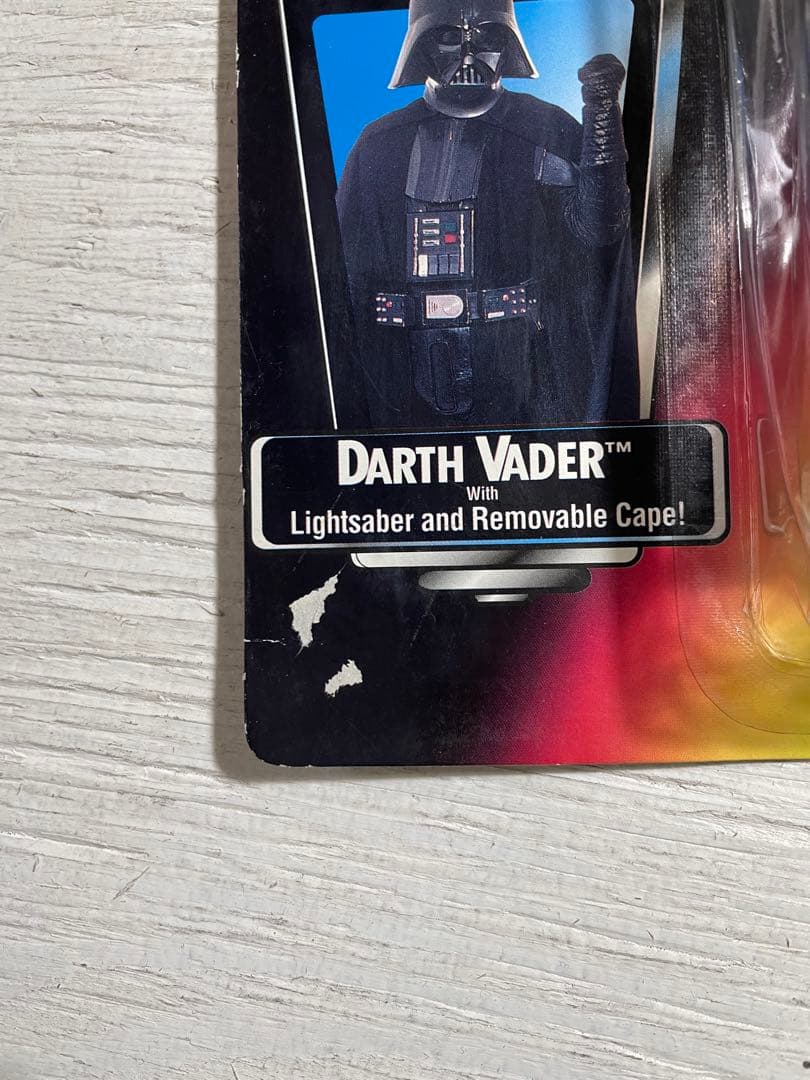 DARTH VADER™
With
Lightsaber and Removable Cape!